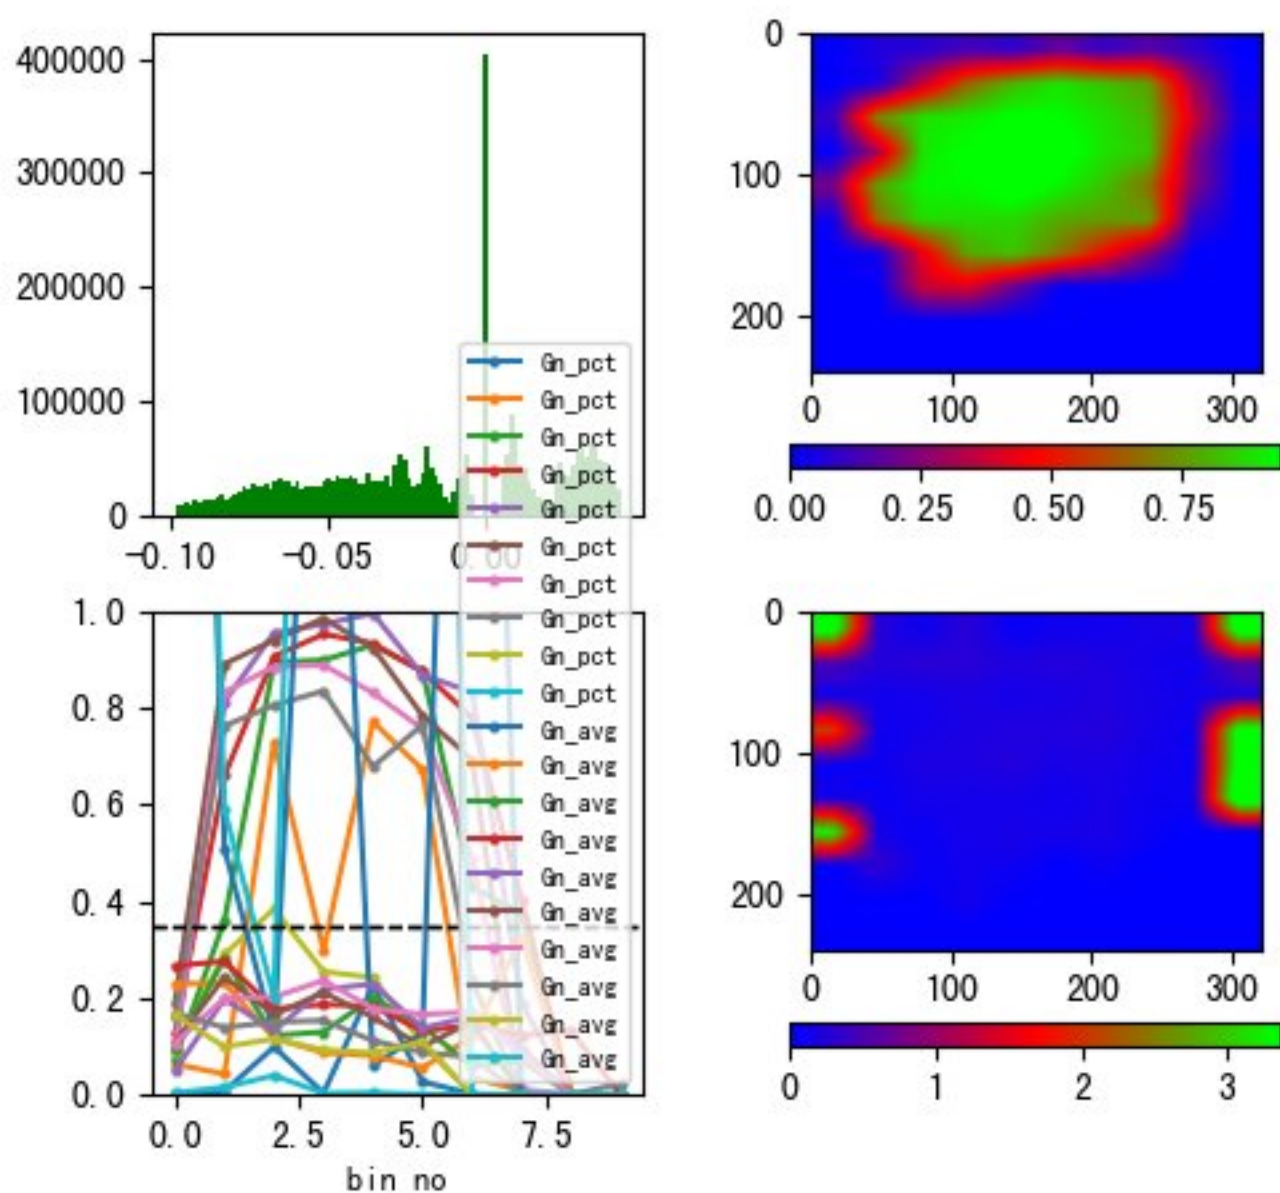 400000
300000
200000
100000
0
−0.10
−0.05
0.00
0
100
200
0
100
200
300
0.00
0.25
0.50
0.75
Gn_pct
Gn_pct
Gn_pct
Gn_pct
Gn_pct
Gn_pct
Gn_pct
Gn_pct
Gn_pct
Gn_pct
Gn_avg
Gn_avg
Gn_avg
Gn_avg
Gn_avg
Gn_avg
Gn_avg
Gn_avg
Gn_avg
Gn_avg
1.0
0.8
0.6
0.4
0.2
0.0
0.0
2.5
5.0
7.5
bin no
0
100
200
0
100
200
300
0
1
2
3